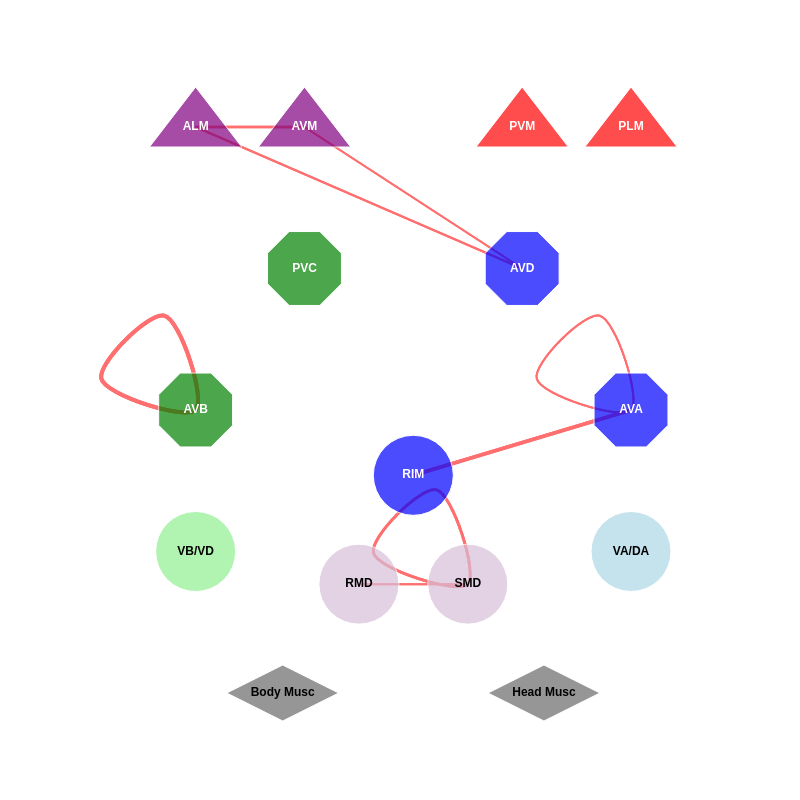 ALM
AVM
PVM
PLM
PVC
AVD
AVB
AVA
RIM
VB/VD
VA/DA
RMD
SMD
Body Musc
Head Musc